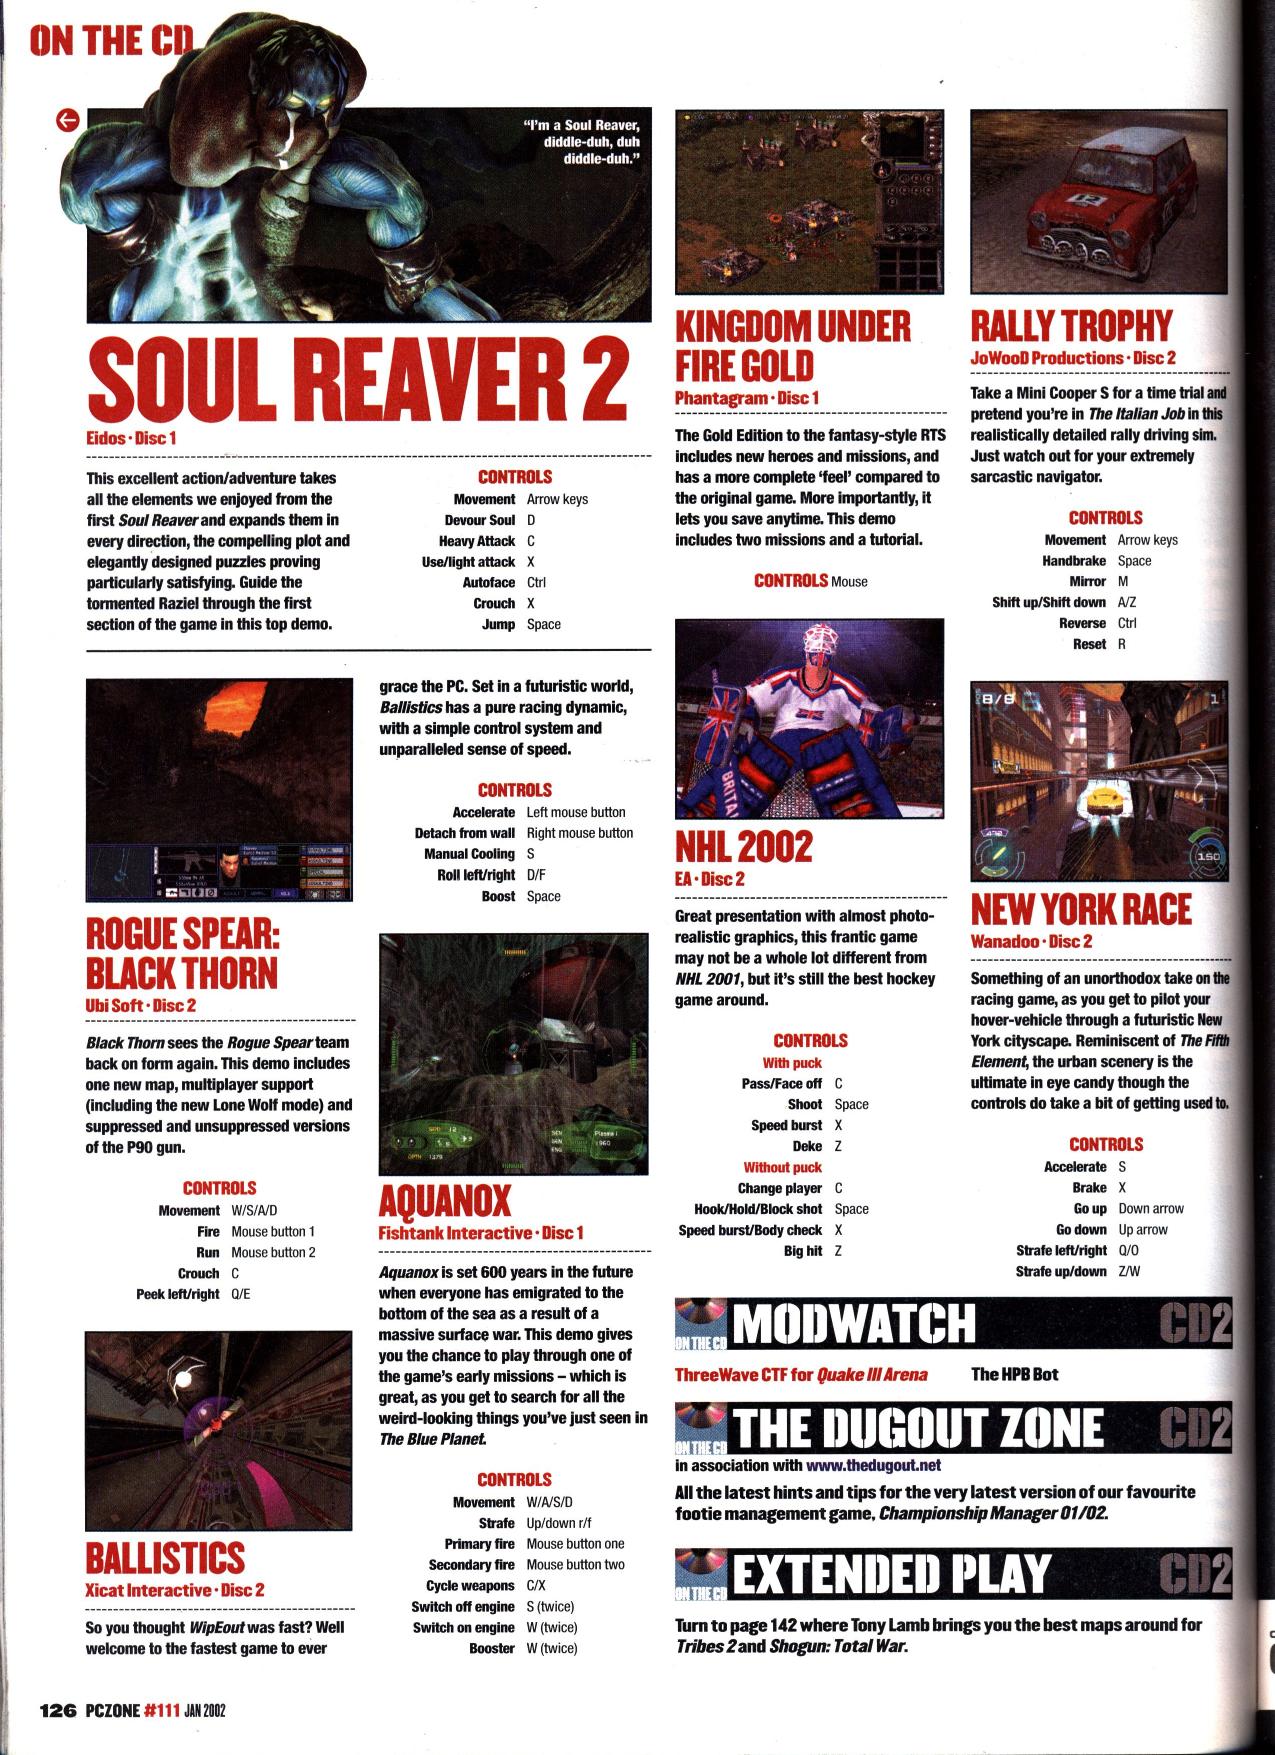 ON THE CD
"I'm a Soul Reaver,
diddle-duh, duh
diddle-duh."
SOUL REAVER 2
Eidos · Disc 1
This excellent action/adventure takes
all the elements we enjoyed from the
first Soul Reaver and expands them in
every direction, the compelling plot and
elegantly designed puzzles proving
particularly satisfying. Guide the
tormented Raziel through the first
section of the game in this top demo.
CONTROLS
Movement Arrow keys
Devour Soul D
Heavy Attack C
Use/light attack X
Autoface Ctrl
Crouch X
Jump Space
ROGUE SPEAR:
BLACK THORN
Ubi Soft · Disc 2
Black Thorn sees the Rogue Spear team
back on form again. This demo includes
one new map, multiplayer support
(including the new Lone Wolf mode) and
suppressed and unsuppressed versions
of the P90 gun.
CONTROLS
Movement W/S/A/D
Fire Mouse button 1
Run Mouse button 2
Crouch C
Peek left/right Q/E
BALLISTICS
Xicat Interactive · Disc 2
So you thought WipEout was fast? Well
welcome to the fastest game to ever
grace the PC. Set in a futuristic world,
Ballistics has a pure racing dynamic,
with a simple control system and
unparalleled sense of speed.
CONTROLS
Accelerate Left mouse button
Detach from wall Right mouse button
Manual Cooling S
Roll left/right D/F
Boost Space
AQUANOX
Fishtank Interactive · Disc 1
Aquanox is set 600 years in the future
when everyone has emigrated to the
bottom of the sea as a result of a
massive surface war. This demo gives
you the chance to play through one of
the game's early missions – which is
great, as you get to search for all the
weird-looking things you've just seen in
The Blue Planet.
CONTROLS
Movement W/A/S/D
Strafe Up/down r/f
Primary fire Mouse button one
Secondary fire Mouse button two
Cycle weapons C/X
Switch off engine S (twice)
Switch on engine W (twice)
Booster W (twice)
KINGDOM UNDER
FIRE GOLD
Phantagram · Disc 1
The Gold Edition to the fantasy-style RTS
includes new heroes and missions, and
has a more complete 'feel' compared to
the original game. More importantly, it
lets you save anytime. This demo
includes two missions and a tutorial.
CONTROLS Mouse
BRITAI
NHL 2002
EA · Disc 2
Great presentation with almost photo-
realistic graphics, this frantic game
may not be a whole lot different from
NHL 2001, but it's still the best hockey
game around.
CONTROLS
With puck
Pass/Face off C
Shoot Space
Speed burst X
Deke Z
Without puck
Change player C
Hook/Hold/Block shot Space
Speed burst/Body check X
Big hit Z
12
RALLY TROPHY
JoWooD Productions · Disc 2
Take a Mini Cooper S for a time trial and
pretend you're in The Italian Job in this
realistically detailed rally driving sim.
Just watch out for your extremely
sarcastic navigator.
CONTROLS
Movement Arrow keys
Handbrake Space
Mirror M
Shift up/Shift down A/Z
Reverse Ctrl
Reset R
8/8
1
150
NEW YORK RACE
Wanadoo · Disc 2
Something of an unorthodox take on the
racing game, as you get to pilot your
hover-vehicle through a futuristic New
York cityscape. Reminiscent of The Fifth
Element, the urban scenery is the
ultimate in eye candy though the
controls do take a bit of getting used to.
CONTROLS
Accelerate S
Brake X
Go up Down arrow
Go down Up arrow
Strafe left/right Q/O
Strafe up/down Z/W
ON THE CD MODWATCH CD2
ThreeWave CTF for Quake III Arena The HPB Bot
ON THE CD THE DUGOUT ZONE CD2
in association with www.thedugout.net
All the latest hints and tips for the very latest version of our favourite
footie management game, Championship Manager 01/02.
ON THE CD EXTENDED PLAY CD2
Turn to page 142 where Tony Lamb brings you the best maps around for
Tribes 2 and Shogun: Total War.
126 PCZONE #111 JAN 2002